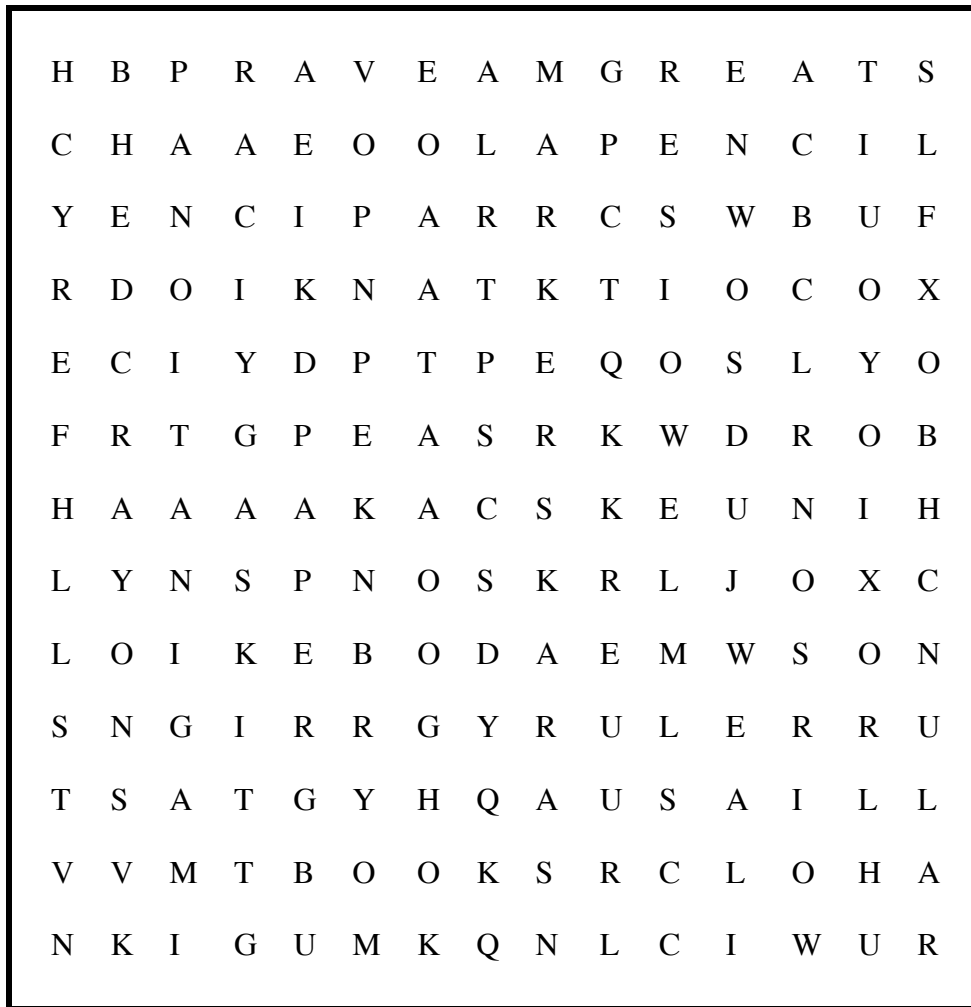 H B P R A V E A M G R E A T S
C H A A E O O L A P E N C I L
Y E N C I P A R R C S W B U F
R D O I K N A T K T I O C O X
E C I Y D P T P E Q O S L Y O
F R T G P E A S R K W D R O B
H A A A A K A C S K E U N I H
L Y N S P N O S K R L J O X C
L O I K E B O D A E M W S O N
S N G I R R G Y R U L E R R U
T S A T G Y H Q A U S A I L L
V V M T B O O K S R C L O H A
N K I G U M K Q N L C I W U R